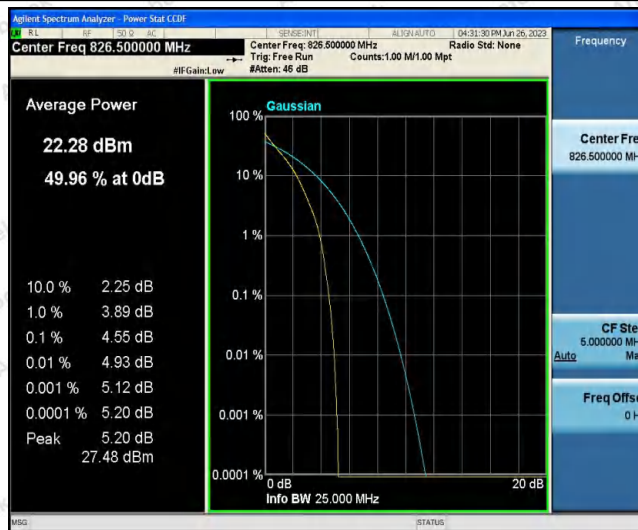 Agilent Spectrum Analyzer - Power Stat CCDF
RL RF 50 Ω AC SENSE:INT ALIGN AUTO 04:31:30 PM Jun 26, 2023
Center Freq 826.500000 MHz
Center Freq: 826.500000 MHz Radio Std: None
Trig: Free Run Counts:1.00 M/1.00 Mpt
#IFGain:Low #Atten: 46 dB
Frequency
Average Power
22.28 dBm
49.96 % at 0dB
10.0 % 2.25 dB
1.0 % 3.89 dB
0.1 % 4.55 dB
0.01 % 4.93 dB
0.001 % 5.12 dB
0.0001 % 5.20 dB
Peak 5.20 dB
27.48 dBm
Gaussian
100 %
10 %
1 %
0.1 %
0.01 %
0.001 %
0.0001 %
0 dB 20 dB
Info BW 25.000 MHz
Center Fre
826.500000 MH
CF Ste
5.000000 MH
Auto Ma
Freq Offse
0 H
MSG STATUS